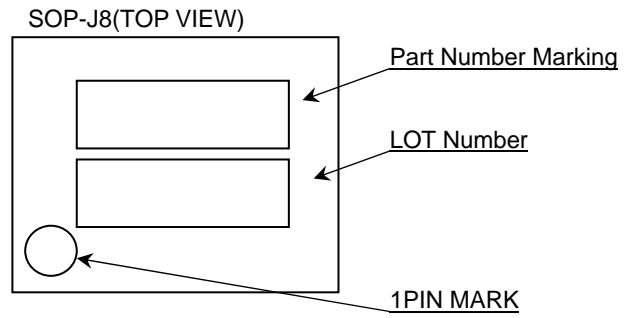 SOP-J8(TOP VIEW)
Part Number Marking
LOT Number
1PIN MARK